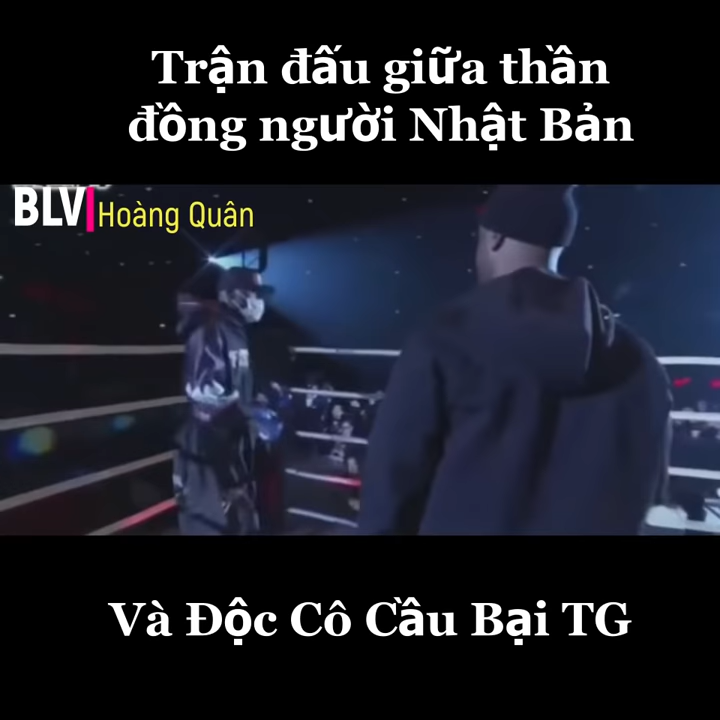 Trận đấu giữa thần
đồng người Nhật Bản
BLV Hoàng Quân
Và Độc Cô Cầu Bại TG